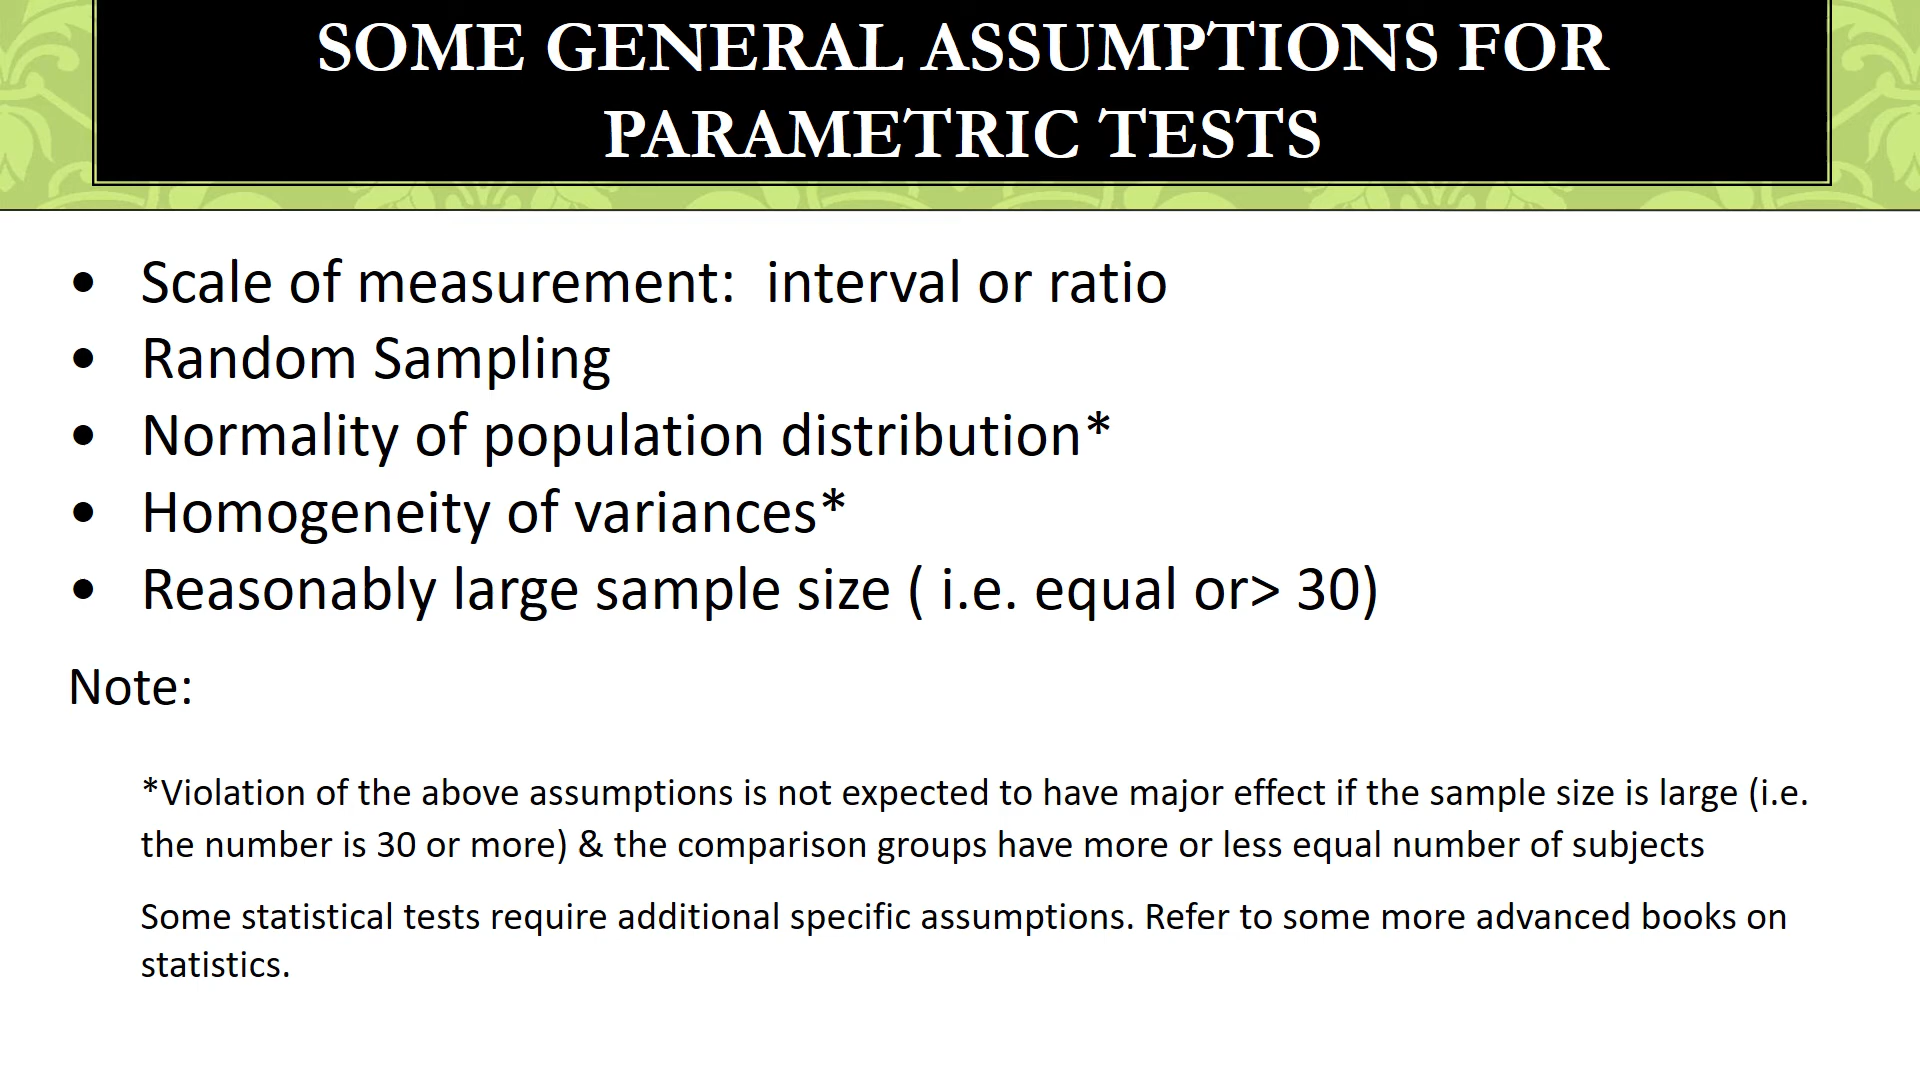 SOME GENERAL ASSUMPTIONS FOR
PARAMETRIC TESTS
• Scale of measurement:  interval or ratio
• Random Sampling
• Normality of population distribution*
• Homogeneity of variances*
• Reasonably large sample size ( i.e. equal or> 30)
Note:
*Violation of the above assumptions is not expected to have major effect if the sample size is large (i.e.
the number is 30 or more) & the comparison groups have more or less equal number of subjects
Some statistical tests require additional specific assumptions. Refer to some more advanced books on
statistics.